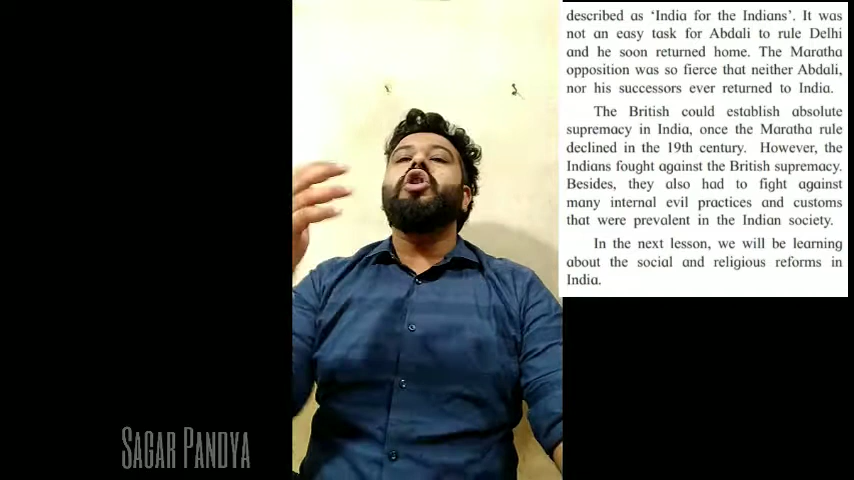 described as ‘India for the Indians’. It was
not an easy task for Abdali to rule Delhi
and he soon returned home. The Maratha
opposition was so fierce that neither Abdali,
nor his successors ever returned to India.
The British could establish absolute
supremacy in India, once the Maratha rule
declined in the 19th century. However, the
Indians fought against the British supremacy.
Besides, they also had to fight against
many internal evil practices and customs
that were prevalent in the Indian society.
In the next lesson, we will be learning
about the social and religious reforms in
India.
SAGAR PANDYA